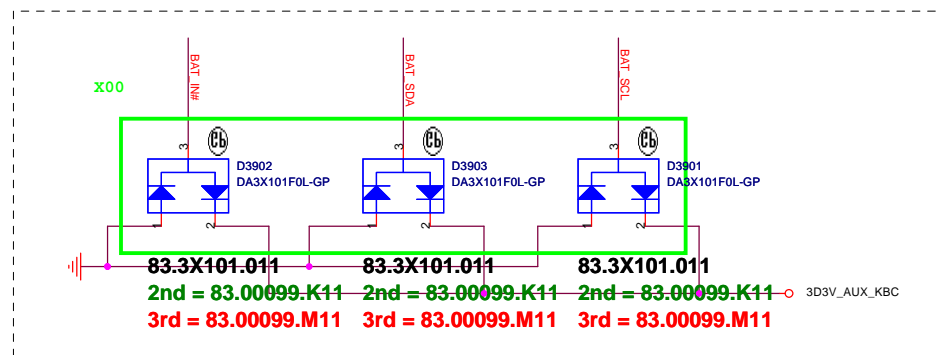 X00
BAT_IN#
BAT_SDA
BAT_SCL
3
3
3
D3902
DA3X101F0L-GP
D3903
DA3X101F0L-GP
D3901
DA3X101F0L-GP
1
2
1
2
1
2
83.3X101.011
2nd = 83.00099.K11
3rd = 83.00099.M11
83.3X101.011
2nd = 83.00099.K11
3rd = 83.00099.M11
83.3X101.011
2nd = 83.00099.K11
3rd = 83.00099.M11
3D3V_AUX_KBC